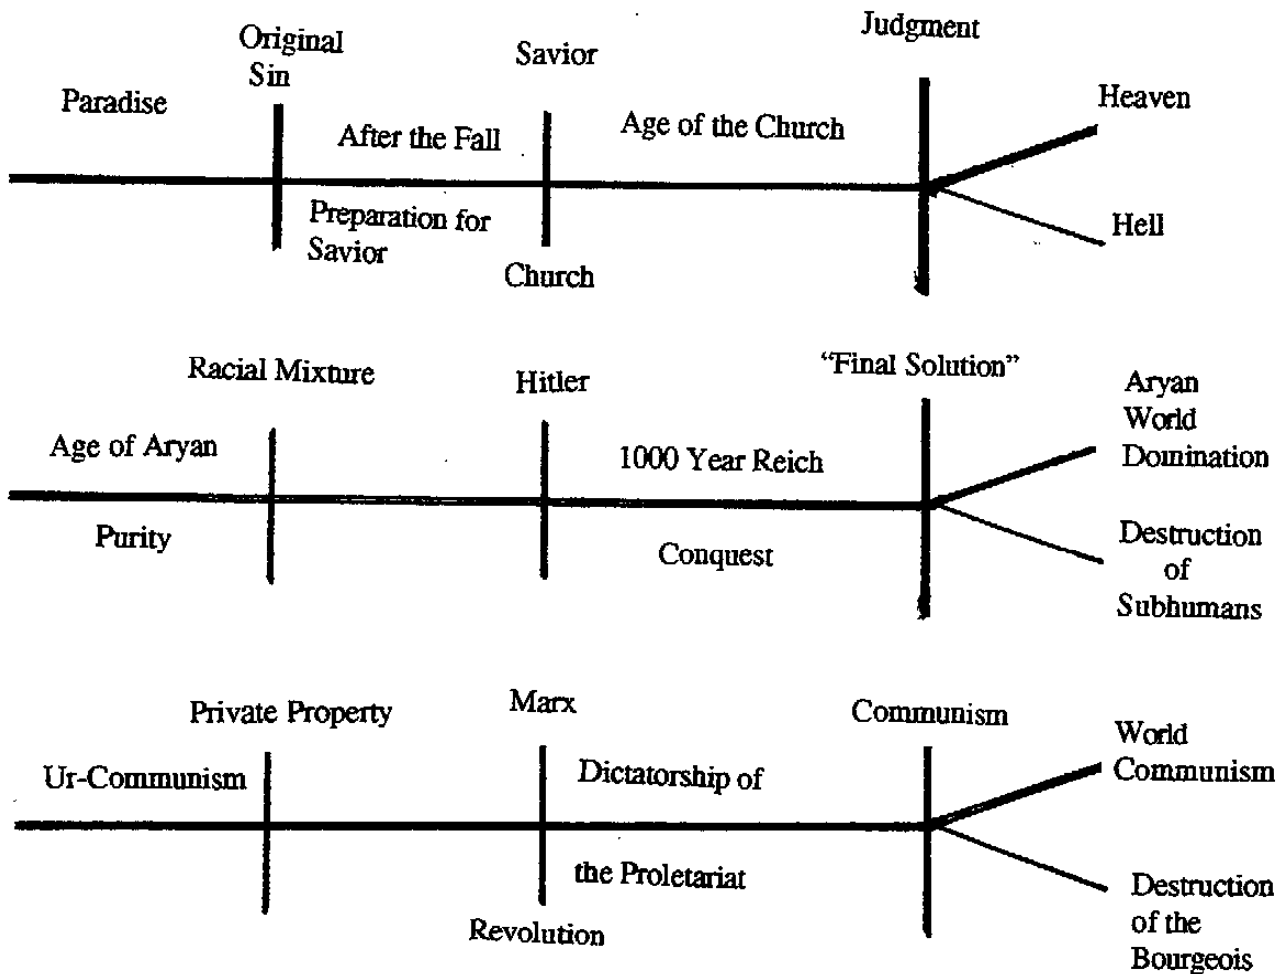 Original
Sin
Savior
Judgment
Paradise
After the Fall
Age of the Church
Heaven
Preparation for
Savior
Church
Hell
Racial Mixture
Hitler
“Final Solution”
Aryan
World
Domination
Age of Aryan
1000 Year Reich
Purity
Conquest
Destruction
of
Subhumans
Private Property
Marx
Communism
World
Communism
Ur-Communism
Dictatorship of
the Proletariat
Revolution
Destruction
of the
Bourgeois